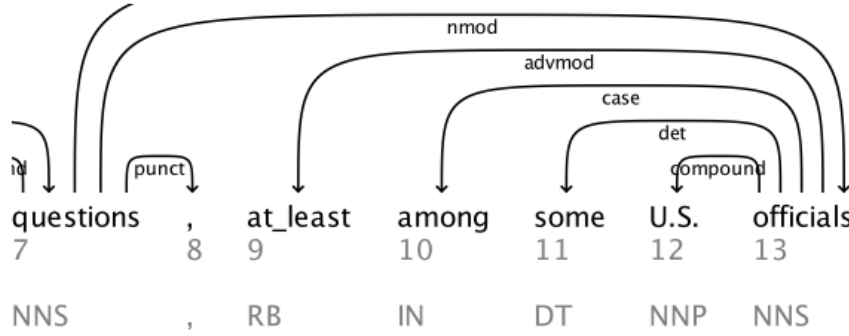 nmod
advmod
case
det
nd punct compound
questions , at_least among some U.S. officials
7 8 9 10 11 12 13
NNS , RB IN DT NNP NNS